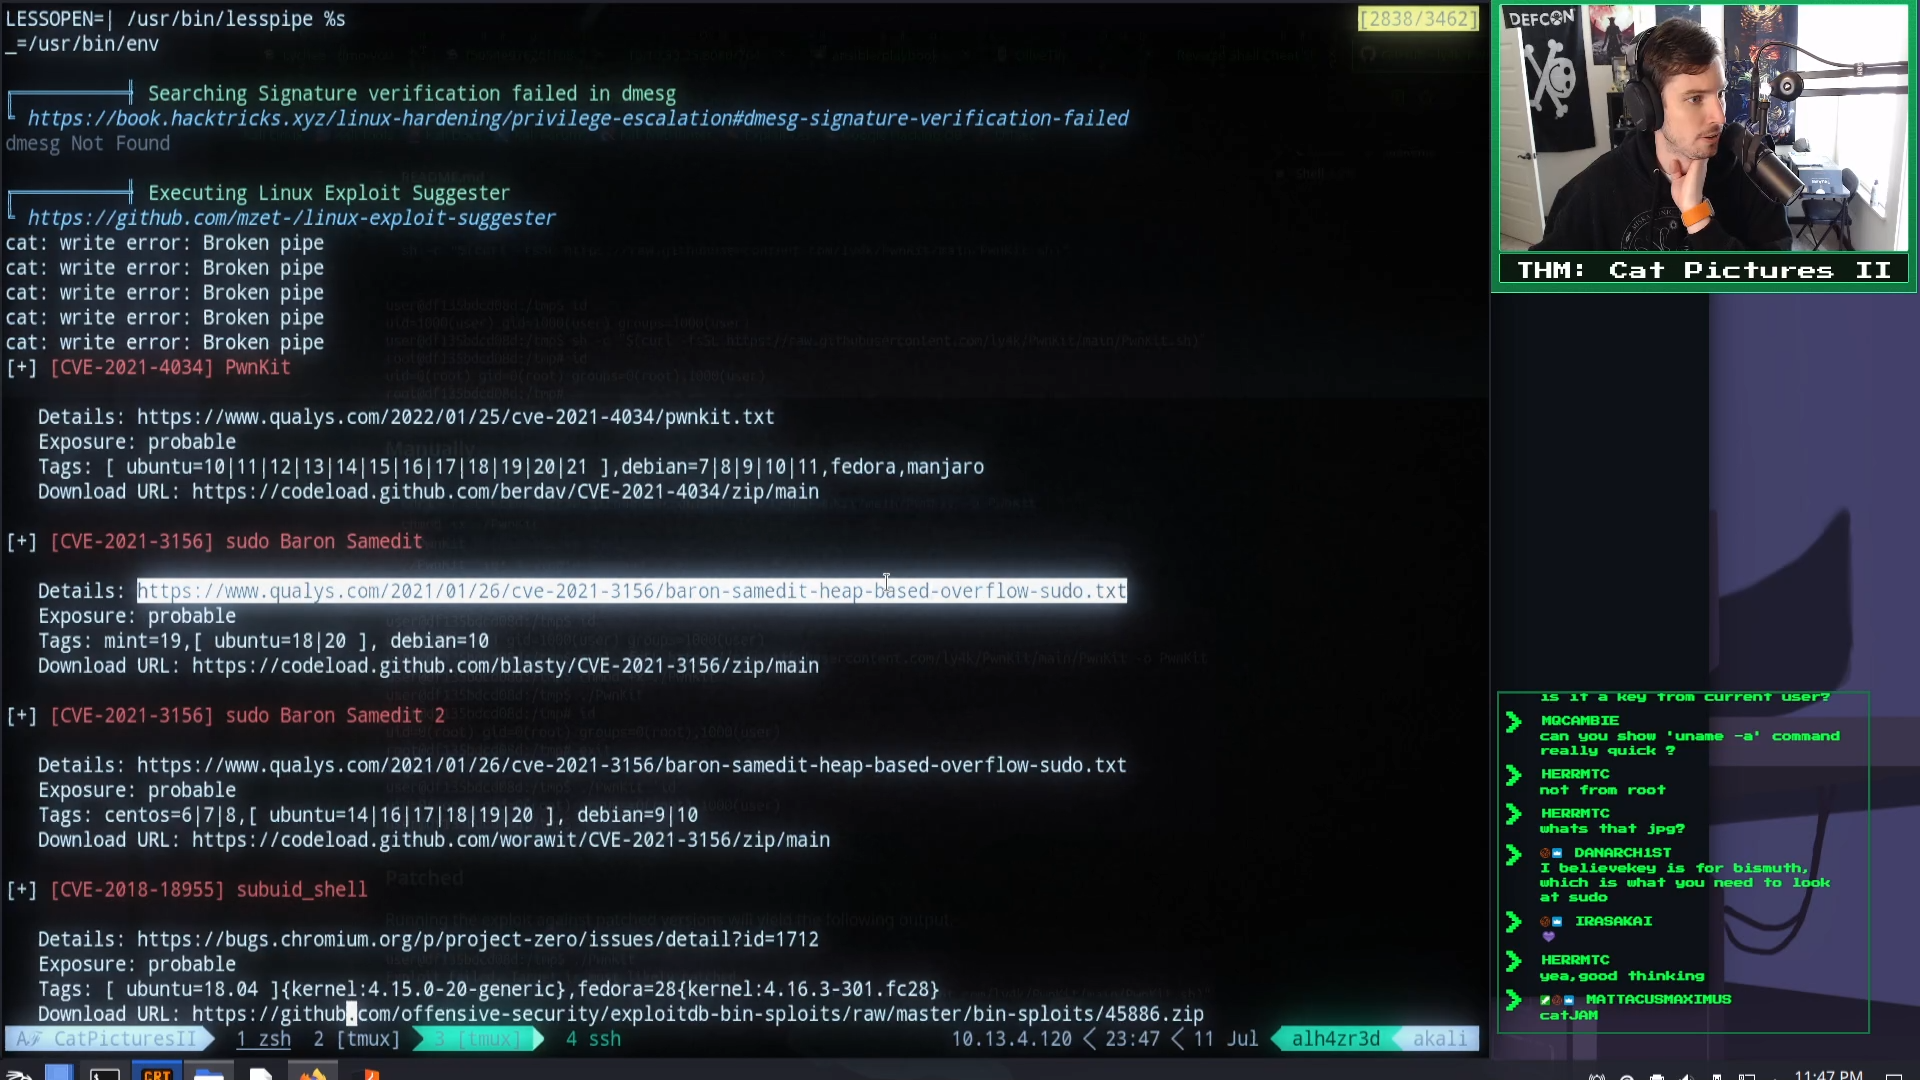 LESSOPEN=| /usr/bin/lesspipe %s
[2838/3462]
_=/usr/bin/env
Searching Signature verification failed in dmesg
https://book.hacktricks.xyz/linux-hardening/privilege-escalation#dmesg-signature-verification-failed
dmesg Not Found
Executing Linux Exploit Suggester
https://github.com/mzet-/linux-exploit-suggester
cat: write error: Broken pipe
cat: write error: Broken pipe
cat: write error: Broken pipe
cat: write error: Broken pipe
cat: write error: Broken pipe
[+] [CVE-2021-4034] PwnKit
Details: https://www.qualys.com/2022/01/25/cve-2021-4034/pwnkit.txt
Exposure: probable
Tags: [ ubuntu=10|11|12|13|14|15|16|17|18|19|20|21 ],debian=7|8|9|10|11,fedora,manjaro
Download URL: https://codeload.github.com/berdav/CVE-2021-4034/zip/main
[+] [CVE-2021-3156] sudo Baron Samedit
Details: https://www.qualys.com/2021/01/26/cve-2021-3156/baron-samedit-heap-based-overflow-sudo.txt
Exposure: probable
Tags: mint=19,[ ubuntu=18|20 ], debian=10
Download URL: https://codeload.github.com/blasty/CVE-2021-3156/zip/main
[+] [CVE-2021-3156] sudo Baron Samedit 2
Details: https://www.qualys.com/2021/01/26/cve-2021-3156/baron-samedit-heap-based-overflow-sudo.txt
Exposure: probable
Tags: centos=6|7|8,[ ubuntu=14|16|17|18|19|20 ], debian=9|10
Download URL: https://codeload.github.com/worawit/CVE-2021-3156/zip/main
[+] [CVE-2018-18955] subuid_shell
Details: https://bugs.chromium.org/p/project-zero/issues/detail?id=1712
Exposure: probable
Tags: [ ubuntu=18.04 ]{kernel:4.15.0-20-generic},fedora=28{kernel:4.16.3-301.fc28}
Download URL: https://github.com/offensive-security/exploitdb-bin-sploits/raw/master/bin-sploits/45886.zip
CatPicturesII 1 zsh 2 [tmux] 3 [tmux] 4 ssh
10.13.4.120 < 23:47 < 11 Jul alh4zr3d akali
11:47 PM
DEFCON
THM: Cat Pictures II
is it a key from current user?
MQCAMBIE
can you show 'uname -a' command
really quick ?
HERRMTC
not from root
HERRMTC
whats that jpg?
DANARCH1ST
I believekey is for bismuth,
which is what you need to look
at sudo
IRASAKAI
HERRMTC
yea,good thinking
MATTACUSMAXIMUS
catJAM